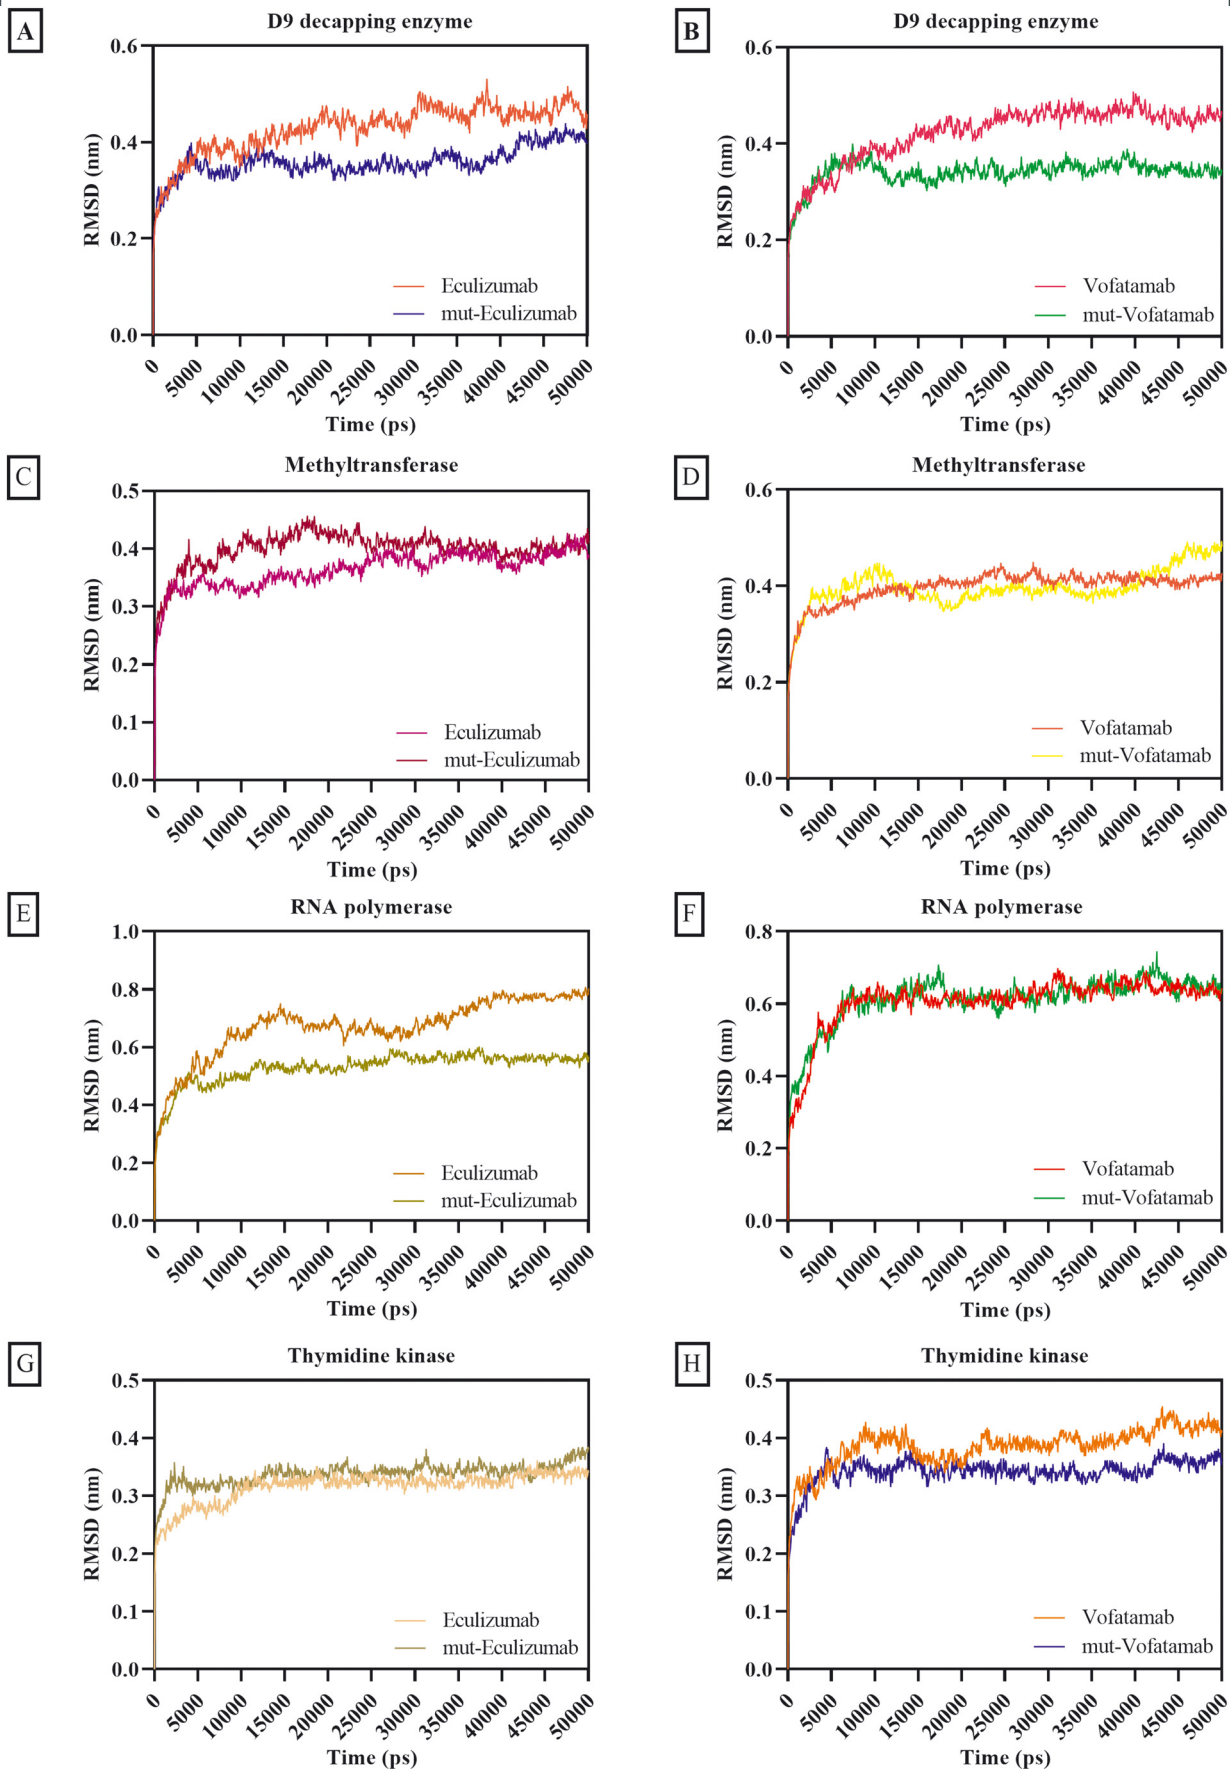 A
D9 decapping enzyme
RMSD (nm)
0.6
0.4
0.2
0.0
Eculizumab
mut-Eculizumab
0 5000 10000 15000 20000 25000 30000 35000 40000 45000 50000
Time (ps)
B
D9 decapping enzyme
RMSD (nm)
0.6
0.4
0.2
0.0
Vofatamab
mut-Vofatamab
0 5000 10000 15000 20000 25000 30000 35000 40000 45000 50000
Time (ps)
C
Methyltransferase
RMSD (nm)
0.5
0.4
0.3
0.2
0.1
0.0
Eculizumab
mut-Eculizumab
0 5000 10000 15000 20000 25000 30000 35000 40000 45000 50000
Time (ps)
D
Methyltransferase
RMSD (nm)
0.6
0.4
0.2
0.0
Vofatamab
mut-Vofatamab
0 5000 10000 15000 20000 25000 30000 35000 40000 45000 50000
Time (ps)
E
RNA polymerase
RMSD (nm)
1.0
0.8
0.6
0.4
0.2
0.0
Eculizumab
mut-Eculizumab
0 5000 10000 15000 20000 25000 30000 35000 40000 45000 50000
Time (ps)
F
RNA polymerase
RMSD (nm)
0.8
0.6
0.4
0.2
0.0
Vofatamab
mut-Vofatamab
0 5000 10000 15000 20000 25000 30000 35000 40000 45000 50000
Time (ps)
G
Thymidine kinase
RMSD (nm)
0.5
0.4
0.3
0.2
0.1
0.0
Eculizumab
mut-Eculizumab
0 5000 10000 15000 20000 25000 30000 35000 40000 45000 50000
Time (ps)
H
Thymidine kinase
RMSD (nm)
0.5
0.4
0.3
0.2
0.1
0.0
Vofatamab
mut-Vofatamab
0 5000 10000 15000 20000 25000 30000 35000 40000 45000 50000
Time (ps)